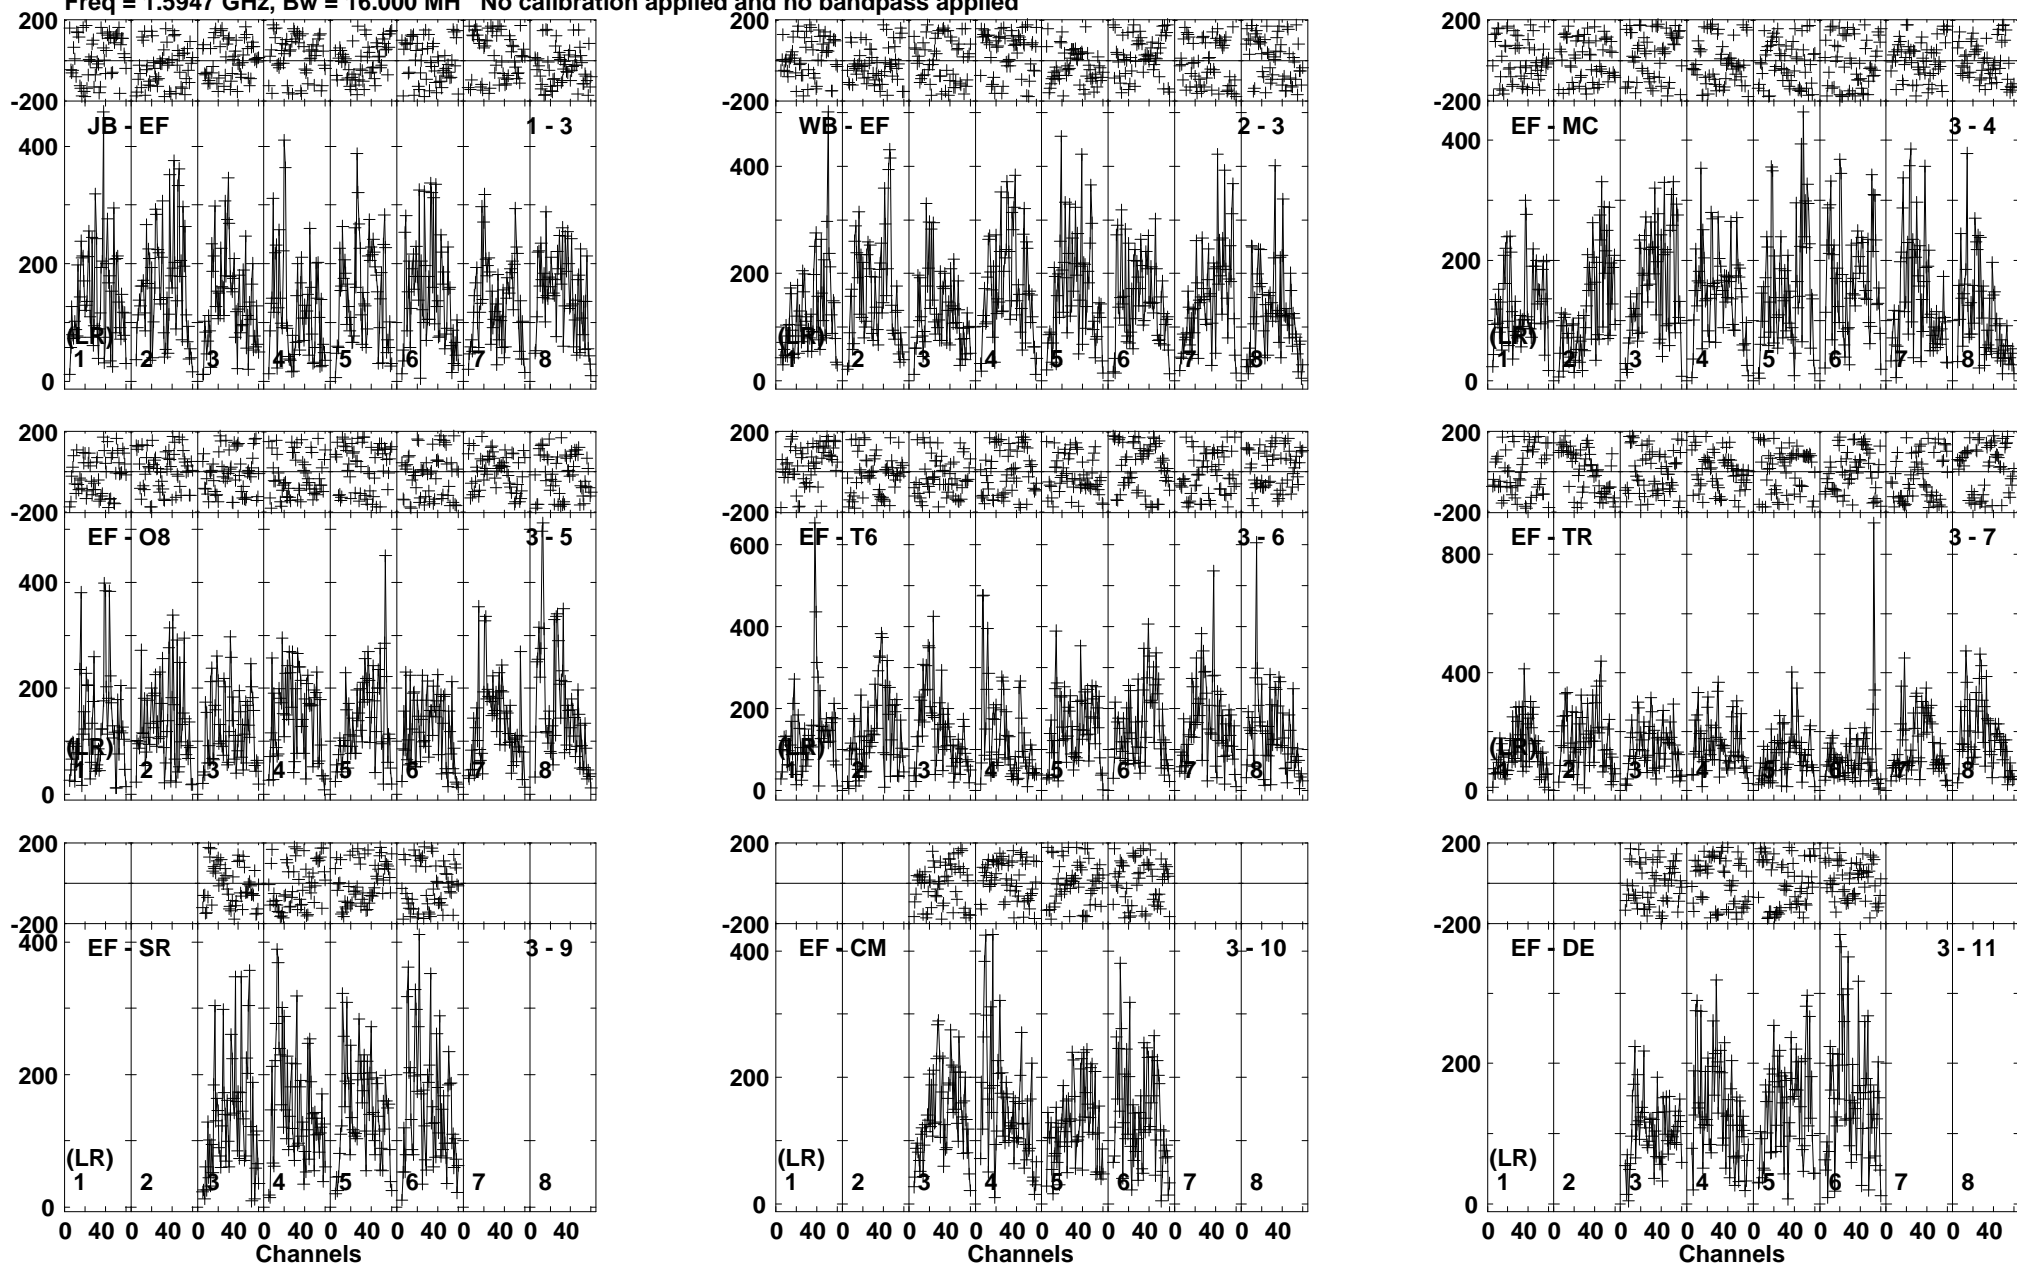 Freq = 1.5947 GHz, Bw = 16.000 MH No calibration applied and no bandpass applied
200
-200
JB - EF 1 - 3
400
200
0
(LR)
1 2 3 4 5 6 7 8
200
-200
WB - EF 2 - 3
400
200
0
(LR)
1 2 3 4 5 6 7 8
200
-200
EF - MC 3 - 4
400
200
0
(LR)
1 2 3 4 5 6 7 8
200
-200
EF - O8 3 - 5
400
200
0
(LR)
1 2 3 4 5 6 7 8
200
-200
EF - T6 3 - 6
600
400
200
0
(LR)
1 2 3 4 5 6 7 8
200
-200
EF - TR 3 - 7
800
400
0
(LR)
1 2 3 4 5 6 7 8
200
-200
EF - SR 3 - 9
400
200
0
(LR)
1 2 3 4 5 6 7 8
0 40 0 40 0 40 0 40 0 40 0 40 0 40 0 40
Channels
200
-200
EF - CM 3 - 10
400
200
0
(LR)
1 2 3 4 5 6 7 8
0 40 0 40 0 40 0 40 0 40 0 40 0 40 0 40
Channels
200
-200
EF - DE 3 - 11
200
0
(LR)
1 2 3 4 5 6 7 8
0 40 0 40 0 40 0 40 0 40 0 40 0 40 0 40
Channels